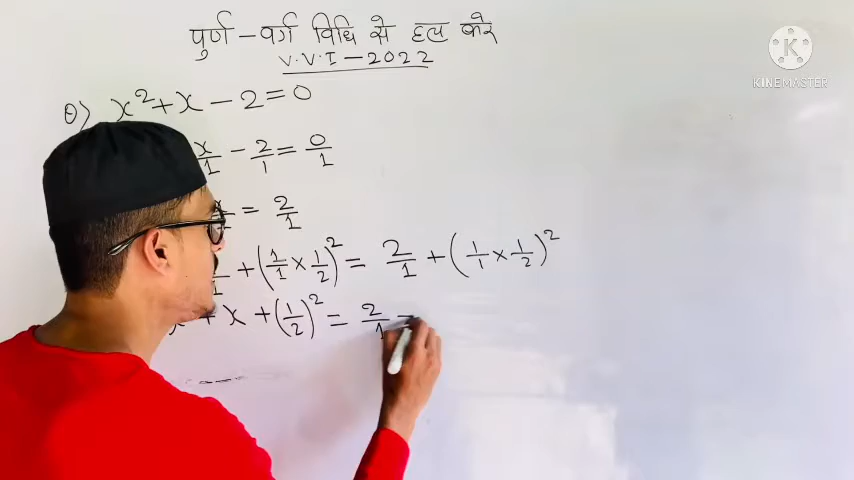 पुर्ण-वर्ग विधि से हल करे
V.V.I-2022
Q) x²+x-2=0
x/1 - 2/1 = 0/1
= 2/1
+(1/1×1/2)² = 2/1+(1/1×1/2)²
+x+(1/2)² = 2/1
K
KINEMASTER